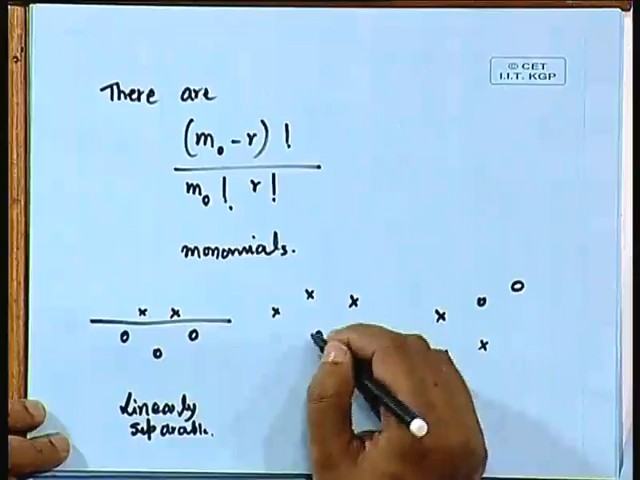 There are
(m₀ - r) !
m₀ ! r !
monomials.
x x
o o
o
x x x
x o o
x
Linearly
separable.
© CET
I.I.T. KGP